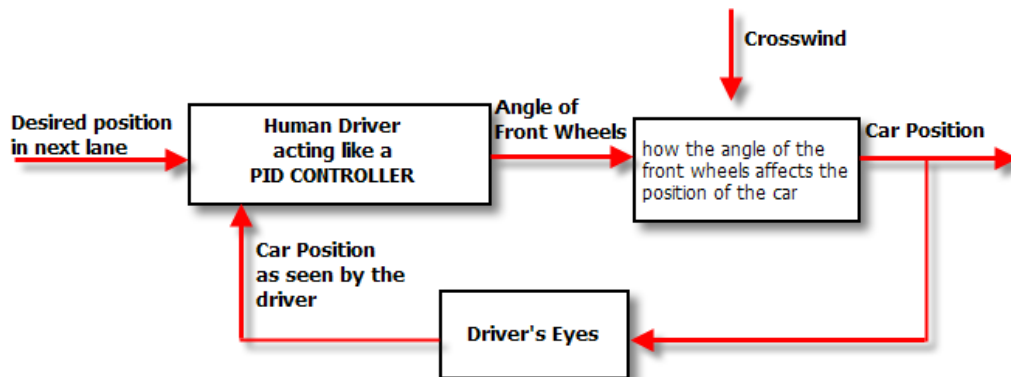 Crosswind
Desired position
in next lane
Human Driver
acting like a
PID CONTROLLER
Angle of
Front Wheels
how the angle of the
front wheels affects the
position of the car
Car Position
Car Position
as seen by the
driver
Driver's Eyes